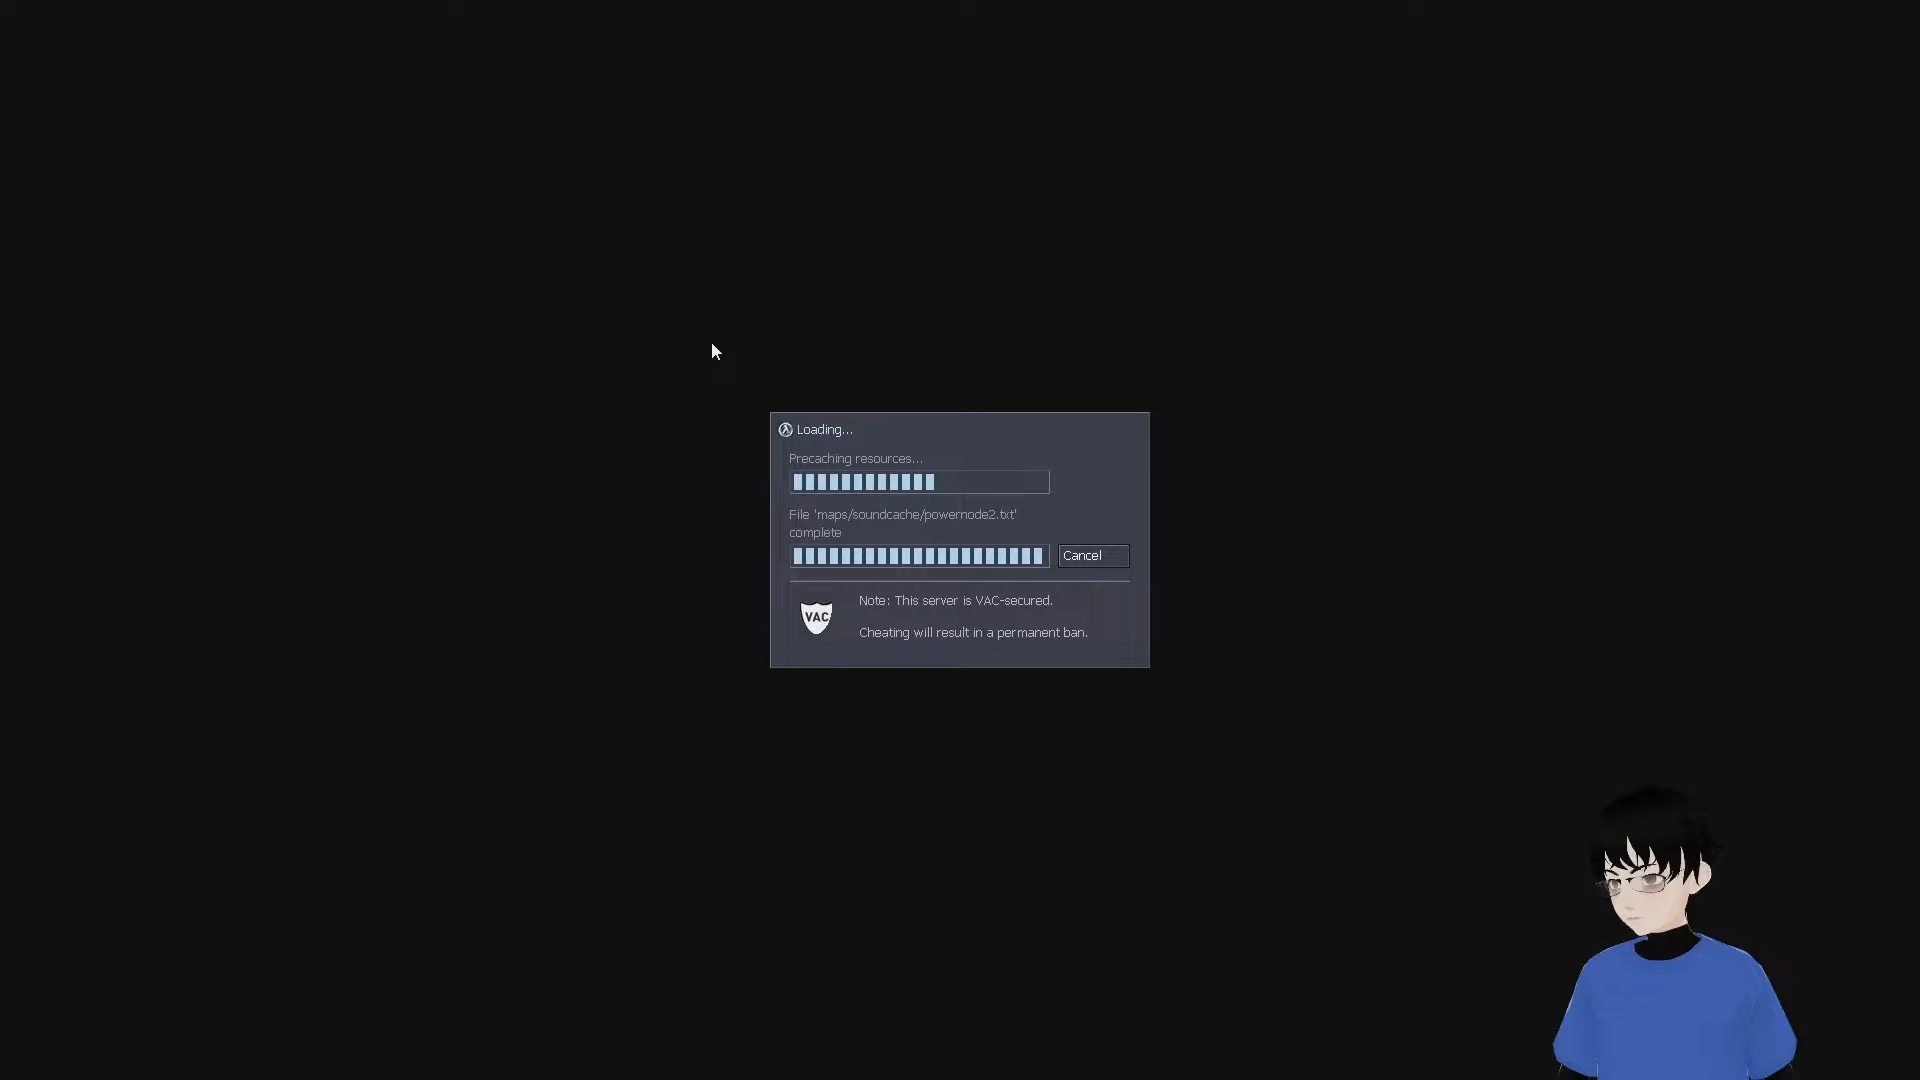 Loading...
Precaching resources...
File 'maps/soundcache/powernode2.txt'
complete
Cancel
VAC
Note: This server is VAC-secured.
Cheating will result in a permanent ban.